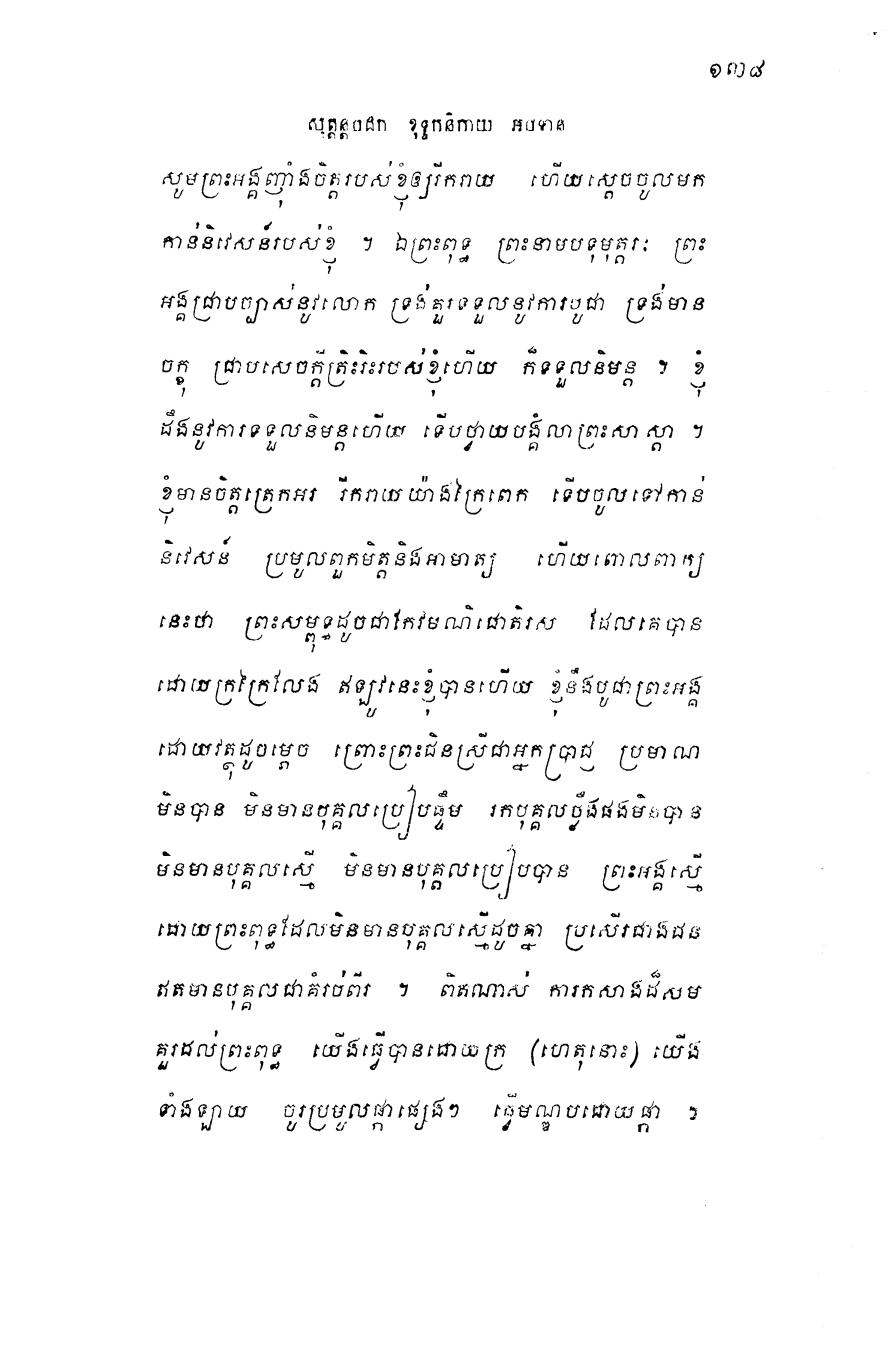 ១៣៨
សុត្តន្តបិដក ខុទ្ទកនិកាយ អបទាន
សូមព្រះអង្គញ៉ាំងចិត្តរបស់ខ្ញុំឲ្យរីករាយ ហើយស្តេចចូលមក
កាន់និវេសន៍របស់ខ្ញុំ ។ ឯព្រះពុទ្ធ ព្រះនាមបទុមុត្តរៈ ព្រះ
អង្គជ្រាបច្បាស់នូវលោក ទ្រង់គួរទទួលនូវការបូជា ទ្រង់មាន
ចក្ខុ ជ្រាបសេចក្តីត្រិះរិះរបស់ខ្ញុំហើយ ក៏ទទួលនិមន្ត ។ ខ្ញុំ
ដឹងនូវការទទួលនិមន្តហើយ ទើបថ្វាយបង្គំលាព្រះសាស្តា ។
ខ្ញុំមានចិត្តត្រេកអរ រីករាយយ៉ាងក្រៃពេក ទើបចូលទៅកាន់
និវេសន៍ ប្រមូលពួកមិត្តនិងអាមាត្យ ហើយពោលពាក្យ
នេះថា ព្រះសម្ពុទ្ធដូចជាកែវមណិជោតិរស ដែលគេបាន
ដោយក្រក្រៃលែង ឥឡូវនេះខ្ញុំបានហើយ ខ្ញុំនឹងបូជាព្រះអង្គ
ដោយវត្ថុដូចម្តេច ព្រោះព្រះជិនស្រីជាអ្នកប្រាជ្ញ ប្រមាណ
មិនបាន មិនមានបុគ្គលប្រៀបផ្ទឹម រកបុគ្គលថ្លឹងផងមិនបាន
មិនមានបុគ្គលស្មើ មិនមានបុគ្គលប្រៀបបាន ព្រះអង្គស្មើ
ដោយព្រះពុទ្ធដែលមិនមានបុគ្គលស្មើដូចគ្នា ប្រសើរជាងជន
ឥតមានបុគ្គលជាគំរប់ពីរ ។ ពិតណាស់ ការកសាងដ៏សម
គួរដល់ព្រះពុទ្ធ យើងធ្វើបានដោយក្រ (ហេតុនោះ) យើង
ទាំងឡាយ ចូរប្រមូលផ្កាផ្សេងៗ ធ្វើមណ្ឌបដោយផ្កា ។